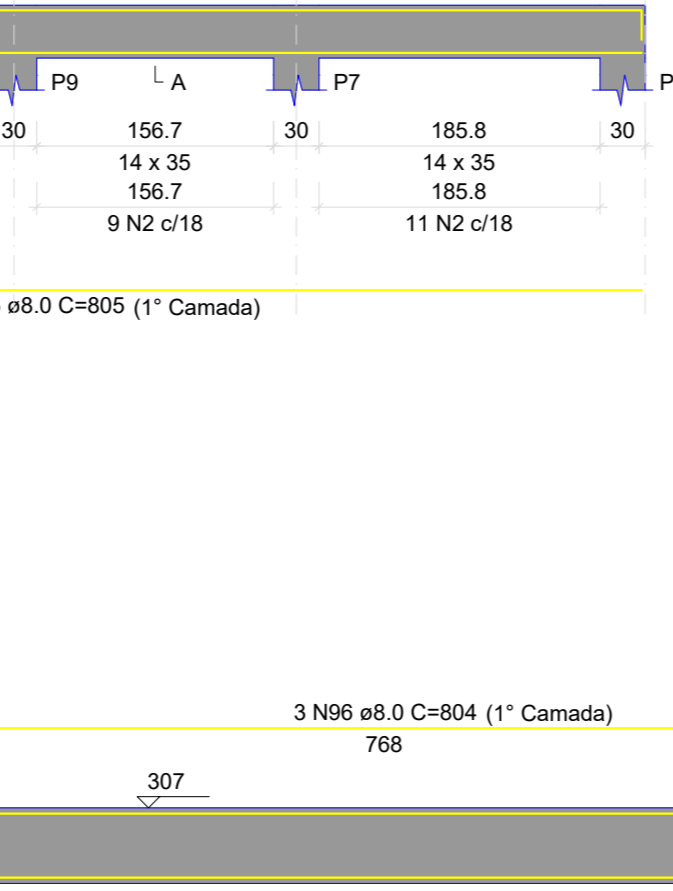 P9 A P7 P
30 156.7 30 185.8 30
14 x 35 14 x 35
156.7 185.8
9 N2 c/18 11 N2 c/18
ø8.0 C=805 (1° Camada)
3 N96 ø8.0 C=804 (1° Camada)
768
307